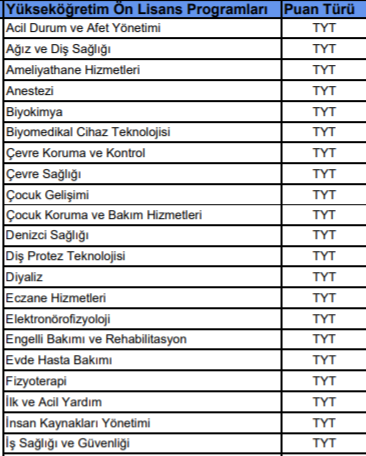 Yükseköğretim Ön Lisans Programları Puan Türü
Acil Durum ve Afet Yönetimi TYT
Ağız ve Diş Sağlığı TYT
Ameliyathane Hizmetleri TYT
Anestezi TYT
Biyokimya TYT
Biyomedikal Cihaz Teknolojisi TYT
Çevre Koruma ve Kontrol TYT
Çevre Sağlığı TYT
Çocuk Gelişimi TYT
Çocuk Koruma ve Bakım Hizmetleri TYT
Denizci Sağlığı TYT
Diş Protez Teknolojisi TYT
Diyaliz TYT
Eczane Hizmetleri TYT
Elektronörofizyoloji TYT
Engelli Bakımı ve Rehabilitasyon TYT
Evde Hasta Bakımı TYT
Fizyoterapi TYT
İlk ve Acil Yardım TYT
İnsan Kaynakları Yönetimi TYT
İş Sağlığı ve Güvenliği TYT